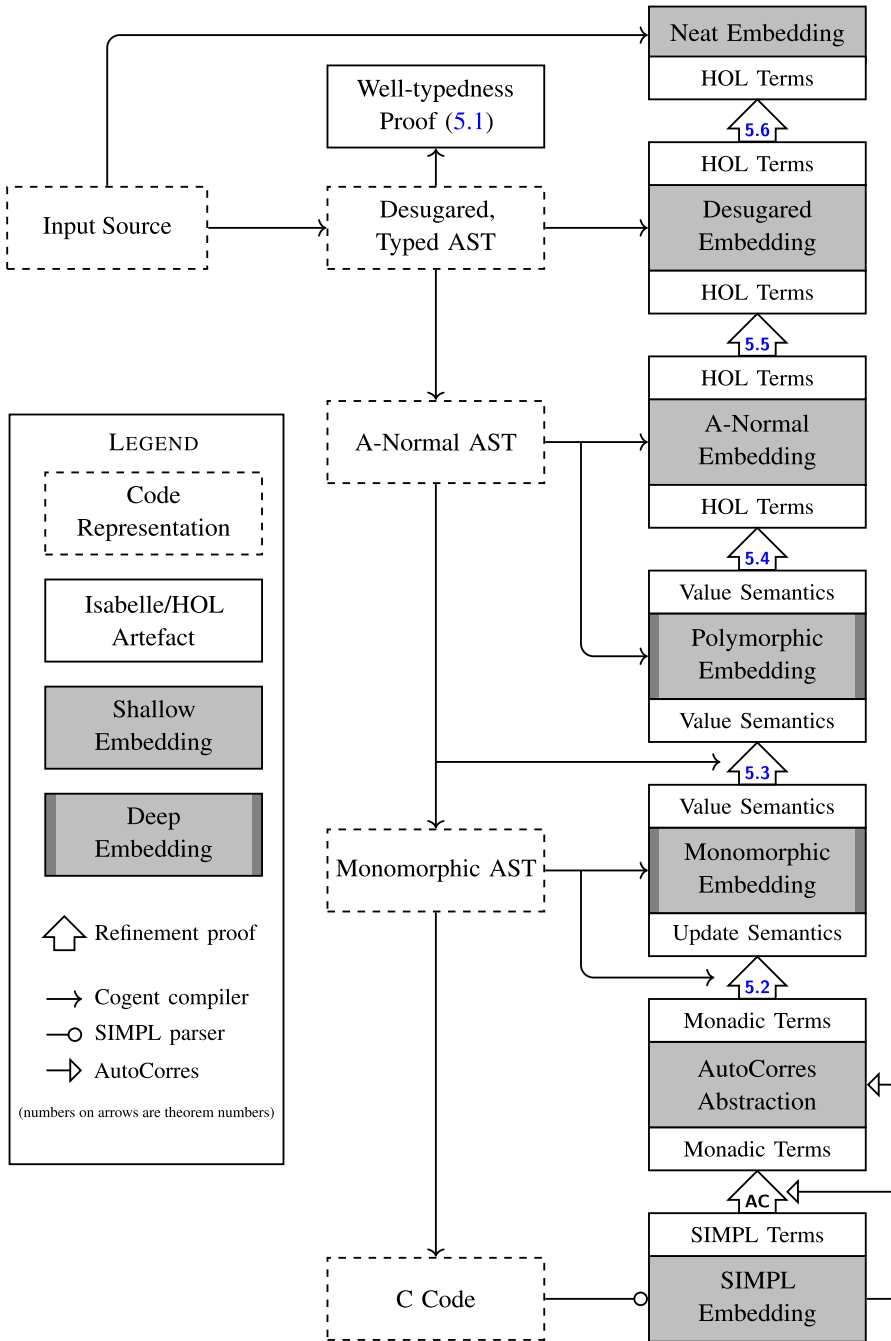 Neat Embedding
HOL Terms
Well-typedness
Proof (5.1)
5.6
HOL Terms
Input Source
Desugared,
Typed AST
Desugared
Embedding
HOL Terms
5.5
HOL Terms
A-Normal AST
A-Normal
Embedding
HOL Terms
5.4
Value Semantics
Polymorphic
Embedding
Value Semantics
5.3
Value Semantics
Monomorphic AST
Monomorphic
Embedding
Update Semantics
5.2
Monadic Terms
AutoCorres
Abstraction
Monadic Terms
AC
SIMPL Terms
C Code
SIMPL
Embedding
LEGEND
Code
Representation
Isabelle/HOL
Artefact
Shallow
Embedding
Deep
Embedding
Refinement proof
Cogent compiler
SIMPL parser
AutoCorres
(numbers on arrows are theorem numbers)